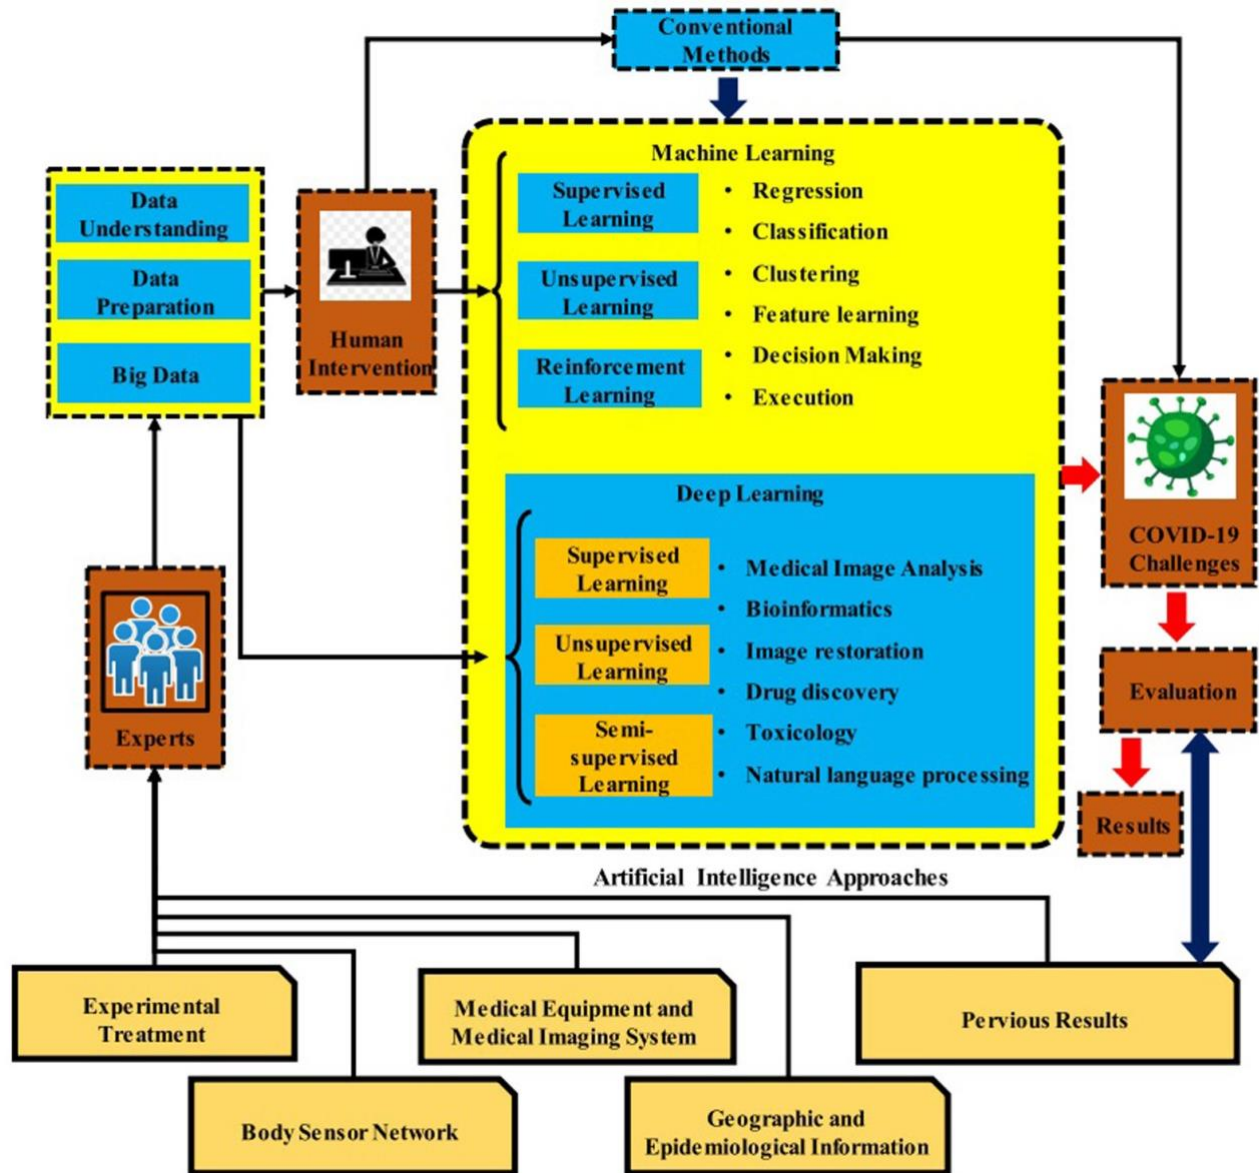 Conventional
Methods
Data
Understanding
Data
Preparation
Big Data
Human
Intervention
Machine Learning
Supervised
Learning
Unsupervised
Learning
Reinforcement
Learning
• Regression
• Classification
• Clustering
• Feature learning
• Decision Making
• Execution
Deep Learning
Supervised
Learning
Unsupervised
Learning
Semi-
supervised
Learning
• Medical Image Analysis
• Bioinformatics
• Image restoration
• Drug discovery
• Toxicology
• Natural language processing
COVID-19
Challenges
Evaluation
Results
Experts
Artificial Intelligence Approaches
Experimental
Treatment
Medical Equipment and
Medical Imaging System
Pervious Results
Body Sensor Network
Geographic and
Epidemiological Information